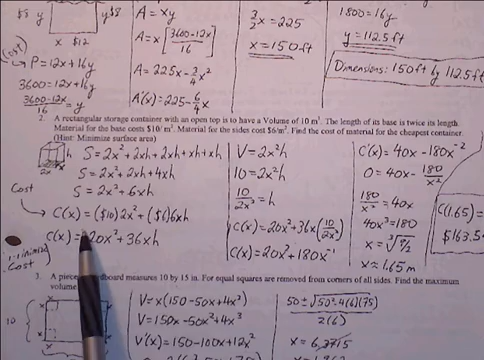 $8 y y $8
x $12
(cost)
P = 12x + 16y
3600 = 12x + 16y
3600-12x/16 = y
A = xy
A = x[3600-12x/16]
A = 225x - 3/4 x²
A'(x) = 225 - 6/4 x
3/2 x = 225
x = 150 ft
1800 = 16y
y = 112.5 ft
Dimensions: 150ft by 112.5ft
2. A rectangular storage container with an open top is to have a Volume of 10 m³. The length of its base is twice its length.
Material for the base costs $10/ m². Material for the sides cost $6/m². Find the cost of material for the cheapest container.
(Hint: Minimize surface area)
h
S = 2x² + 2xh + 2xh + xh + xh
S = 2x² + 2xh + 4xh
S = 2x² + 6xh
Cost
C(x) = ($10) 2x² + ($6) 6xh
C(x) = 20x² + 36xh
minimize
Cost
V = 2x²h
10 = 2x²h
10/2x² = h
C(x) = 20x² + 36x(10/2x²)
C(x) = 20x² + 180x⁻¹
C'(x) = 40x - 180x⁻²
0 = 40x - 180/x²
180/x² = 40x
4x³ = 180
x = ³√9/2
x ≈ 1.65 m
C(1.65) =
$163.5
3. A piece measures 10 by 15 in. For equal squares are removed from corners of all sides. Find the maximum
volume
10
x
x
V = x(150 - 50x + 4x²)
V = 150x - 50x² + 4x³
V'(x) = 150 - 100x + 12x²
50 ± √50²-4(6)(75)
2(6)
x = 6.3715